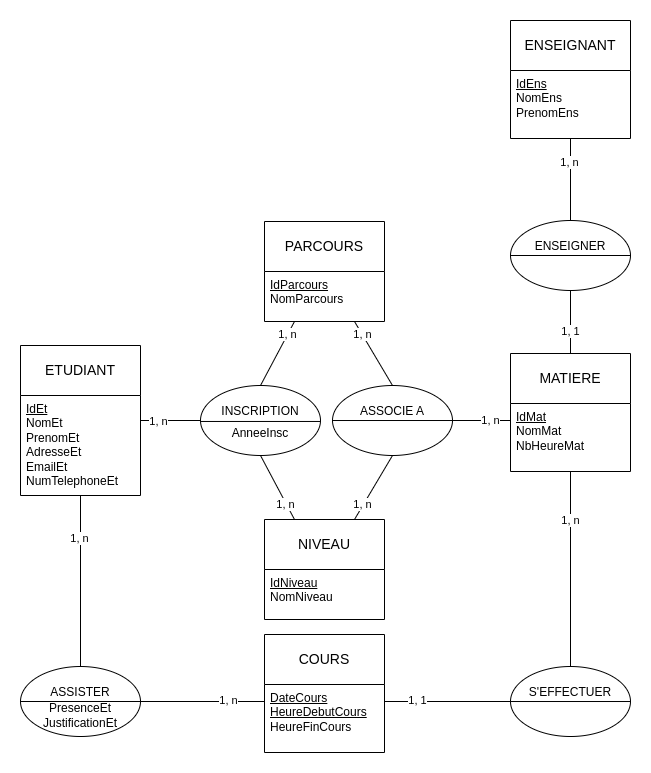 ENSEIGNANT
IdEns
NomEns
PrenomEns
1, n
ENSEIGNER
1, 1
PARCOURS
IdParcours
NomParcours
1, n
1, n
ETUDIANT
IdEt
NomEt
PrenomEt
AdresseEt
EmailEt
NumTelephoneEt
1, n
INSCRIPTION
AnneeInsc
ASSOCIE A
1, n
MATIERE
IdMat
NomMat
NbHeureMat
1, n
1, n
NIVEAU
IdNiveau
NomNiveau
1, n
1, n
COURS
DateCours
HeureDebutCours
HeureFinCours
ASSISTER
PresenceEt
JustificationEt
1, n
1, 1
S'EFFECTUER